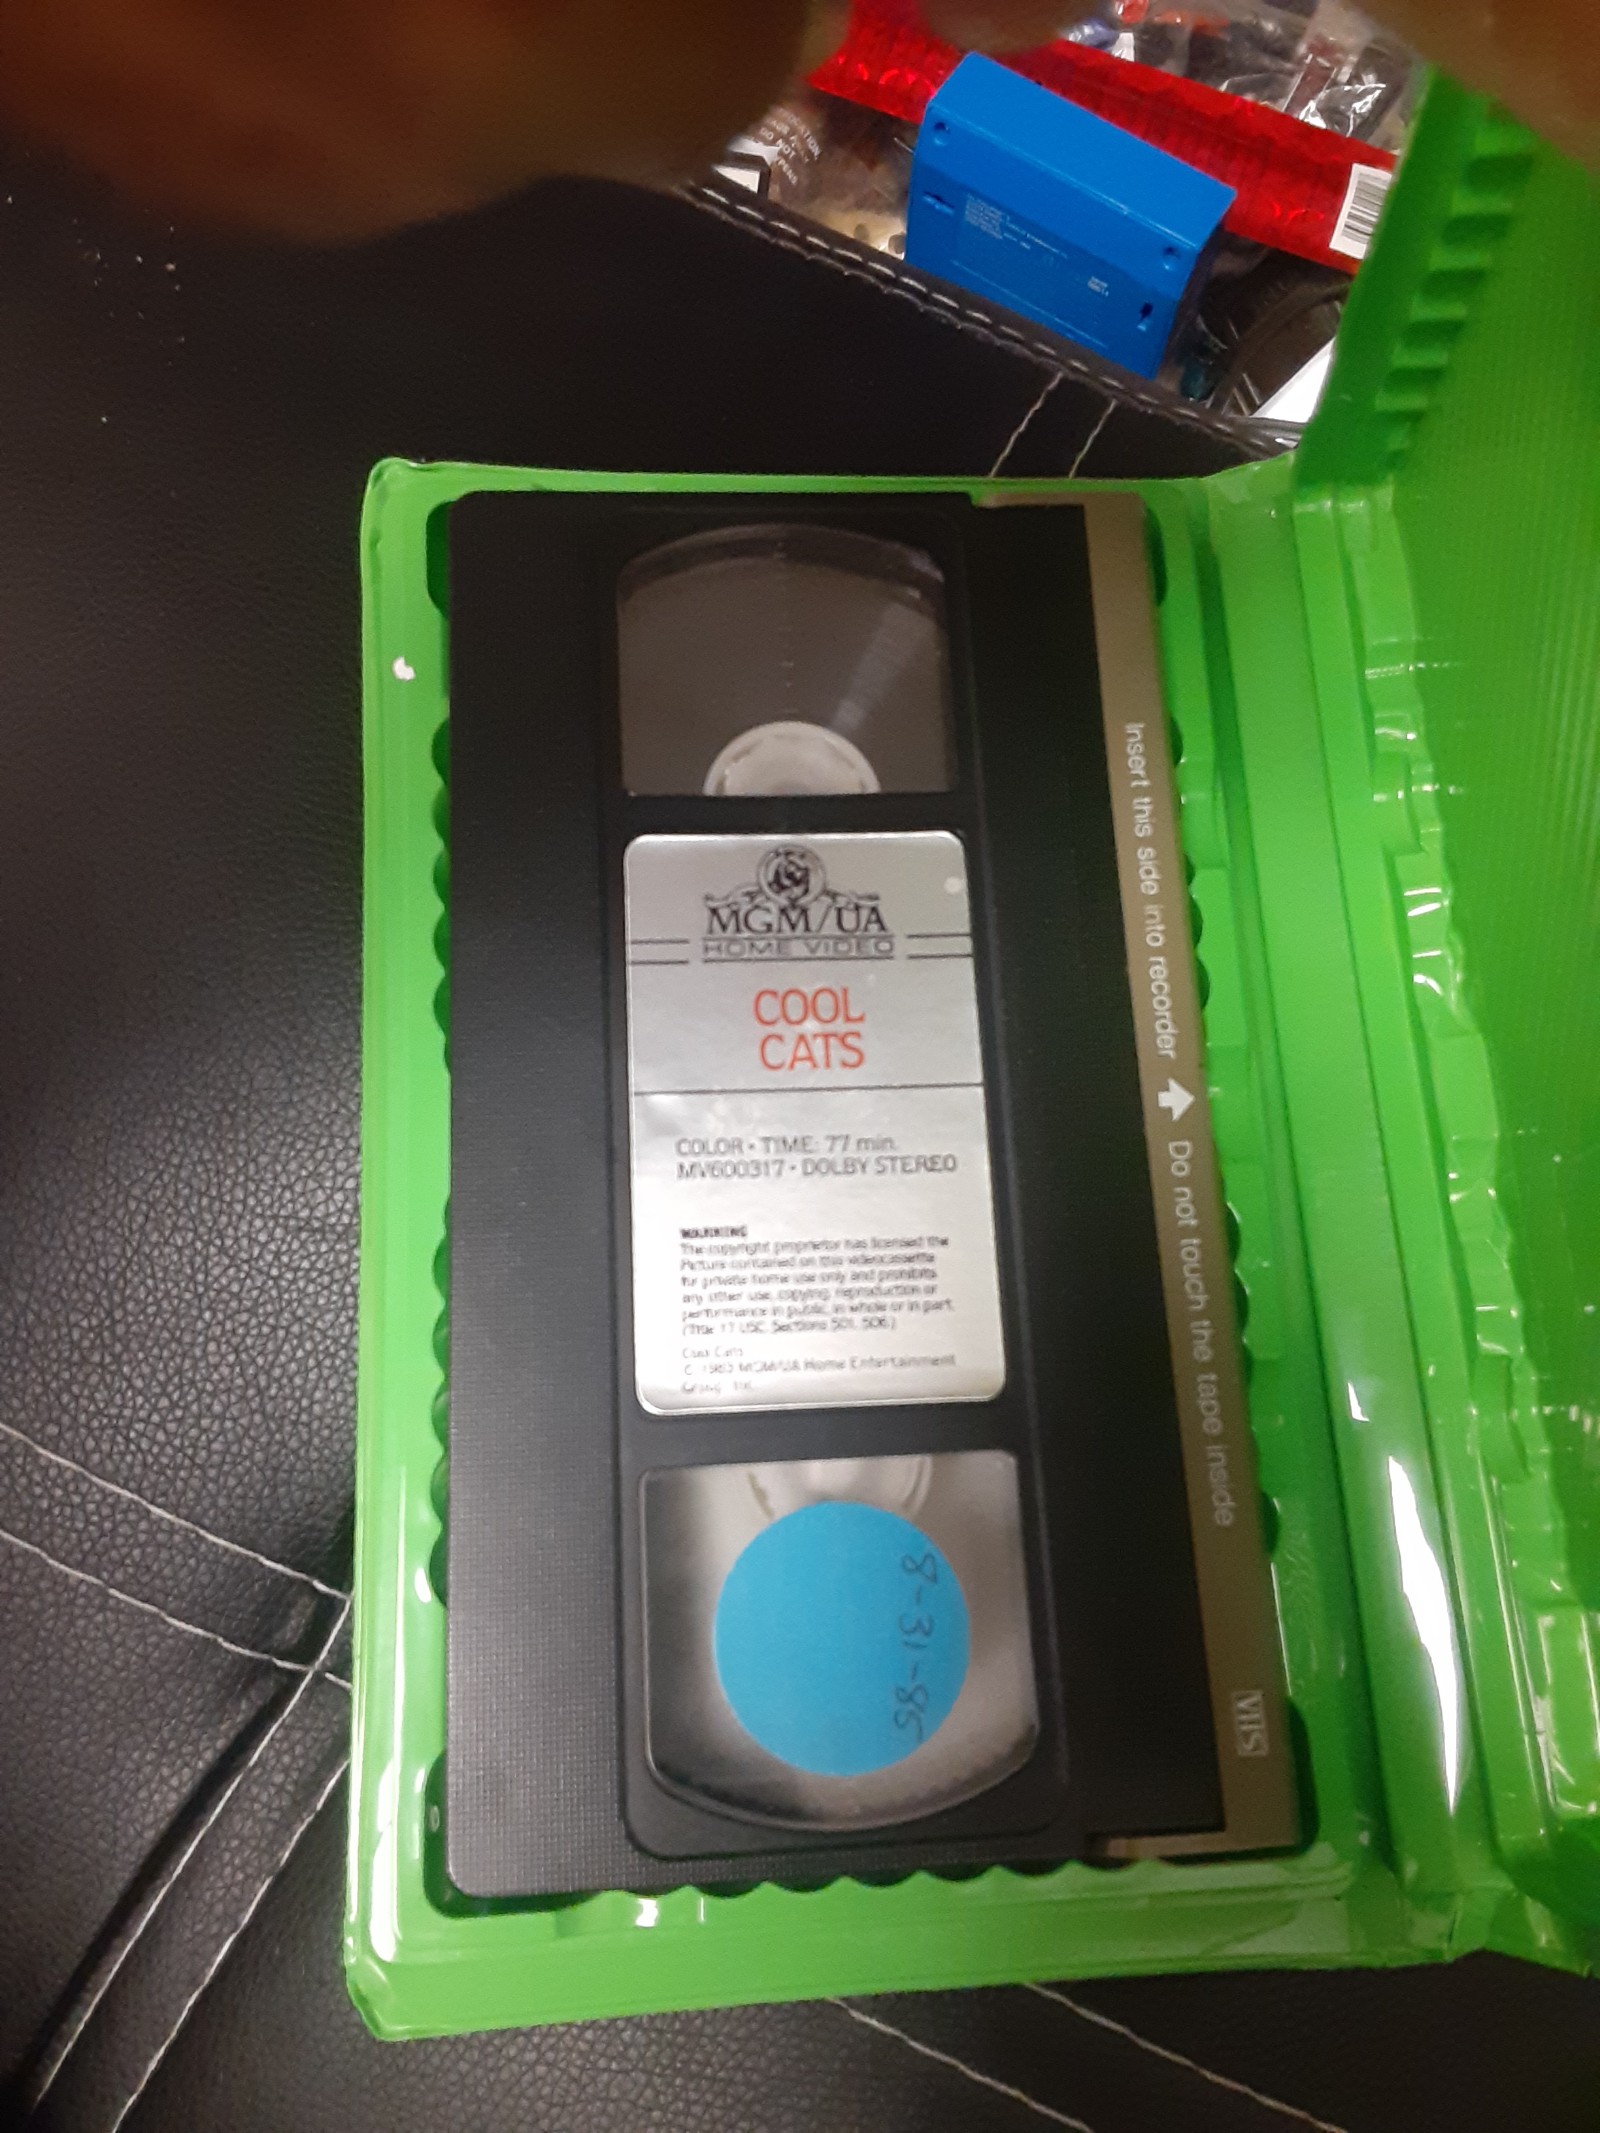 MGM/UA
HOME VIDEO
COOL
CATS
COLOR • TIME: 77 min.
MV600317 • DOLBY STEREO
WARNING
The copyright proprietor has licensed the
Picture contained on this videocassette
for private home use only and prohibits
any other use, copying, reproduction or
performance in public, in whole or in part.
(Title 17 USC Sections 501, 506.)
Cool Cats
MGM/UA Home Entertainment
8-31-85
Insert this side into recorder ⬆ Do not touch the tape inside
VHS
DO NOT